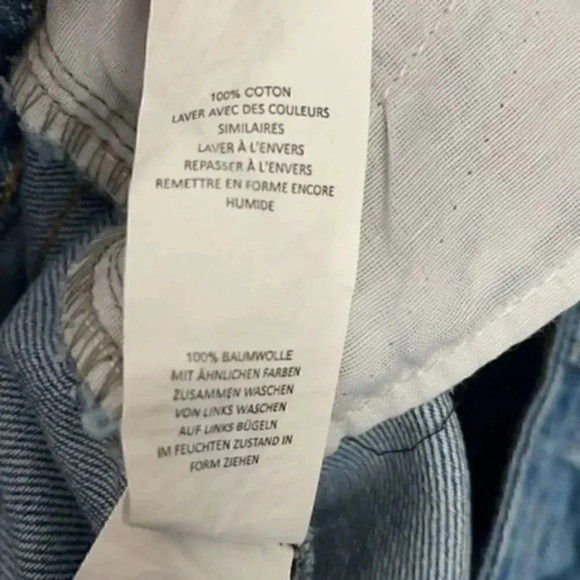 100% COTON
LAVER AVEC DES COULEURS
SIMILAIRES
LAVER À L'ENVERS
REPASSER À L'ENVERS
REMETTRE EN FORME ENCORE
HUMIDE
100% BAUMWOLLE
MIT ÄHNLICHEN FARBEN
ZUSAMMEN WASCHEN
VON LINKS WASCHEN
AUF LINKS BÜGELN
IM FEUCHTEN ZUSTAND IN
FORM ZIEHEN